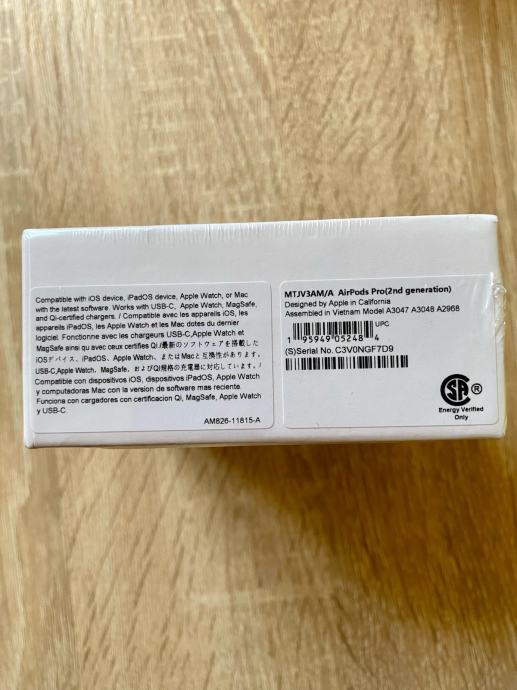 Compatible with iOS device, iPadOS device, Apple Watch, or Mac
with the latest software. Works with USB-C、Apple Watch, MagSafe,
and Qi-certified chargers. / Compatible avec les appareils iOS, les
appareils iPadOS, les Apple Watch et les Mac dotes du dernier
logiciel. Fonctionne avec les chargeurs USB-C,Apple Watch et
MagSafe ainsi qu avec ceux certifies Qi./最新のソフトウェアを搭載した
iOSデバイス、iPadOS、Apple Watch、またはMacと互換性があります。
USB-C,Apple Watch、MagSafe、およびQi規格の充電器に対応しています。/
Compatible con dispositivos iOS, dispositivos iPadOS, Apple Watch
y computadoras Mac con la version de software mas reciente.
Funciona con cargadores con certificacion Qi, MagSafe, Apple Watch
y USB-C.
AM826-11815-A
MTJV3AM/A AirPods Pro(2nd generation)
Designed by Apple in California
Assembled in Vietnam Model A3047 A3048 A2968
UPC
1 95949 05248 4
(S)Serial No. C3V0NGF7D9
SA ®
Energy Verified
Only